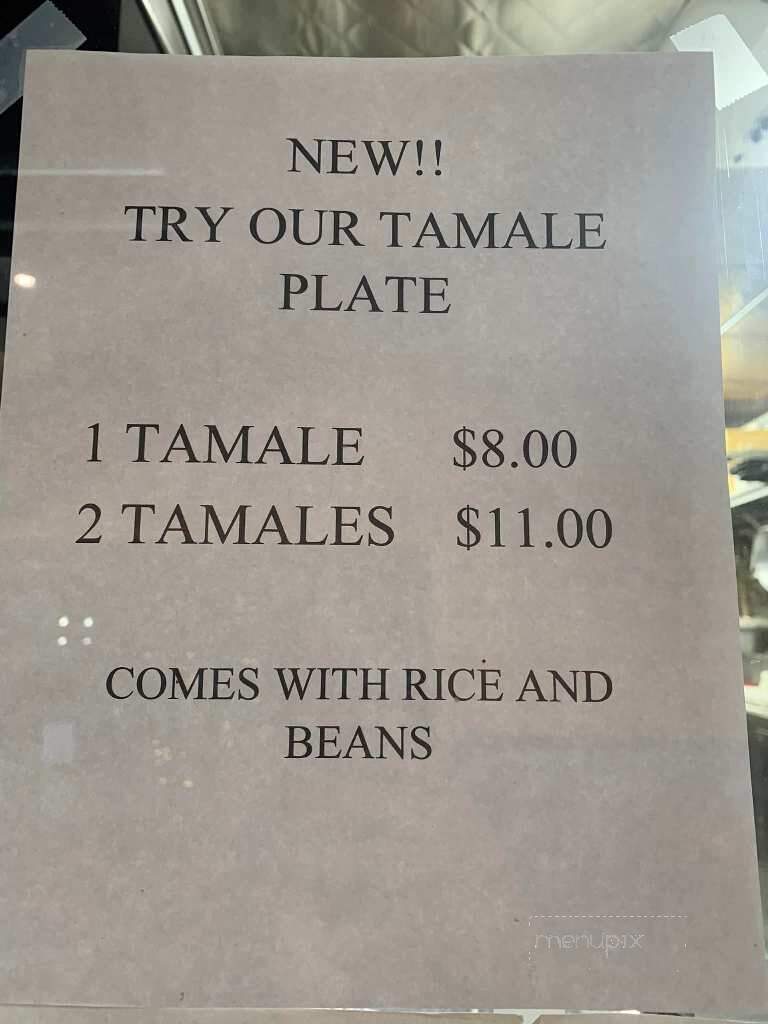 NEW!!
TRY OUR TAMALE
PLATE
1 TAMALE $8.00
2 TAMALES $11.00
COMES WITH RICE AND
BEANS
menupix